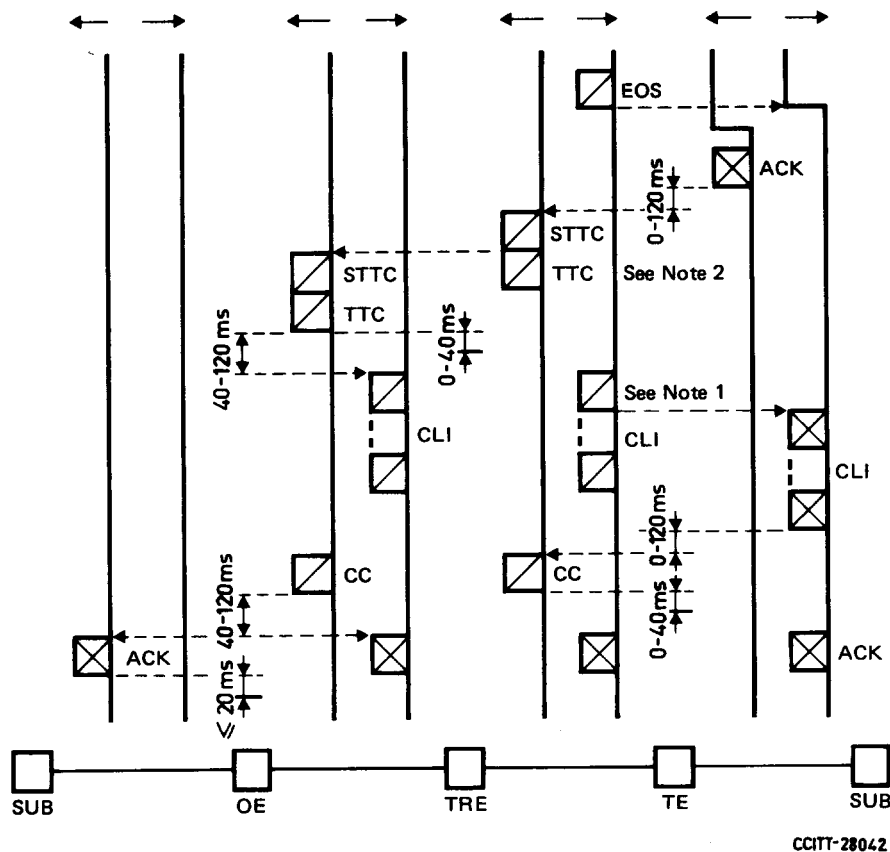 EOS
ACK
0-120ms
STTC
STTC
TTC
See Note 2
TTC
40-120ms
0-40ms
See Note 1
CLI
CLI
CLI
0-120ms
CC
CC
40-120ms
0-40ms
ACK
ACK
≤ 20ms
SUB
OE
TRE
TE
SUB
CCITT-28042